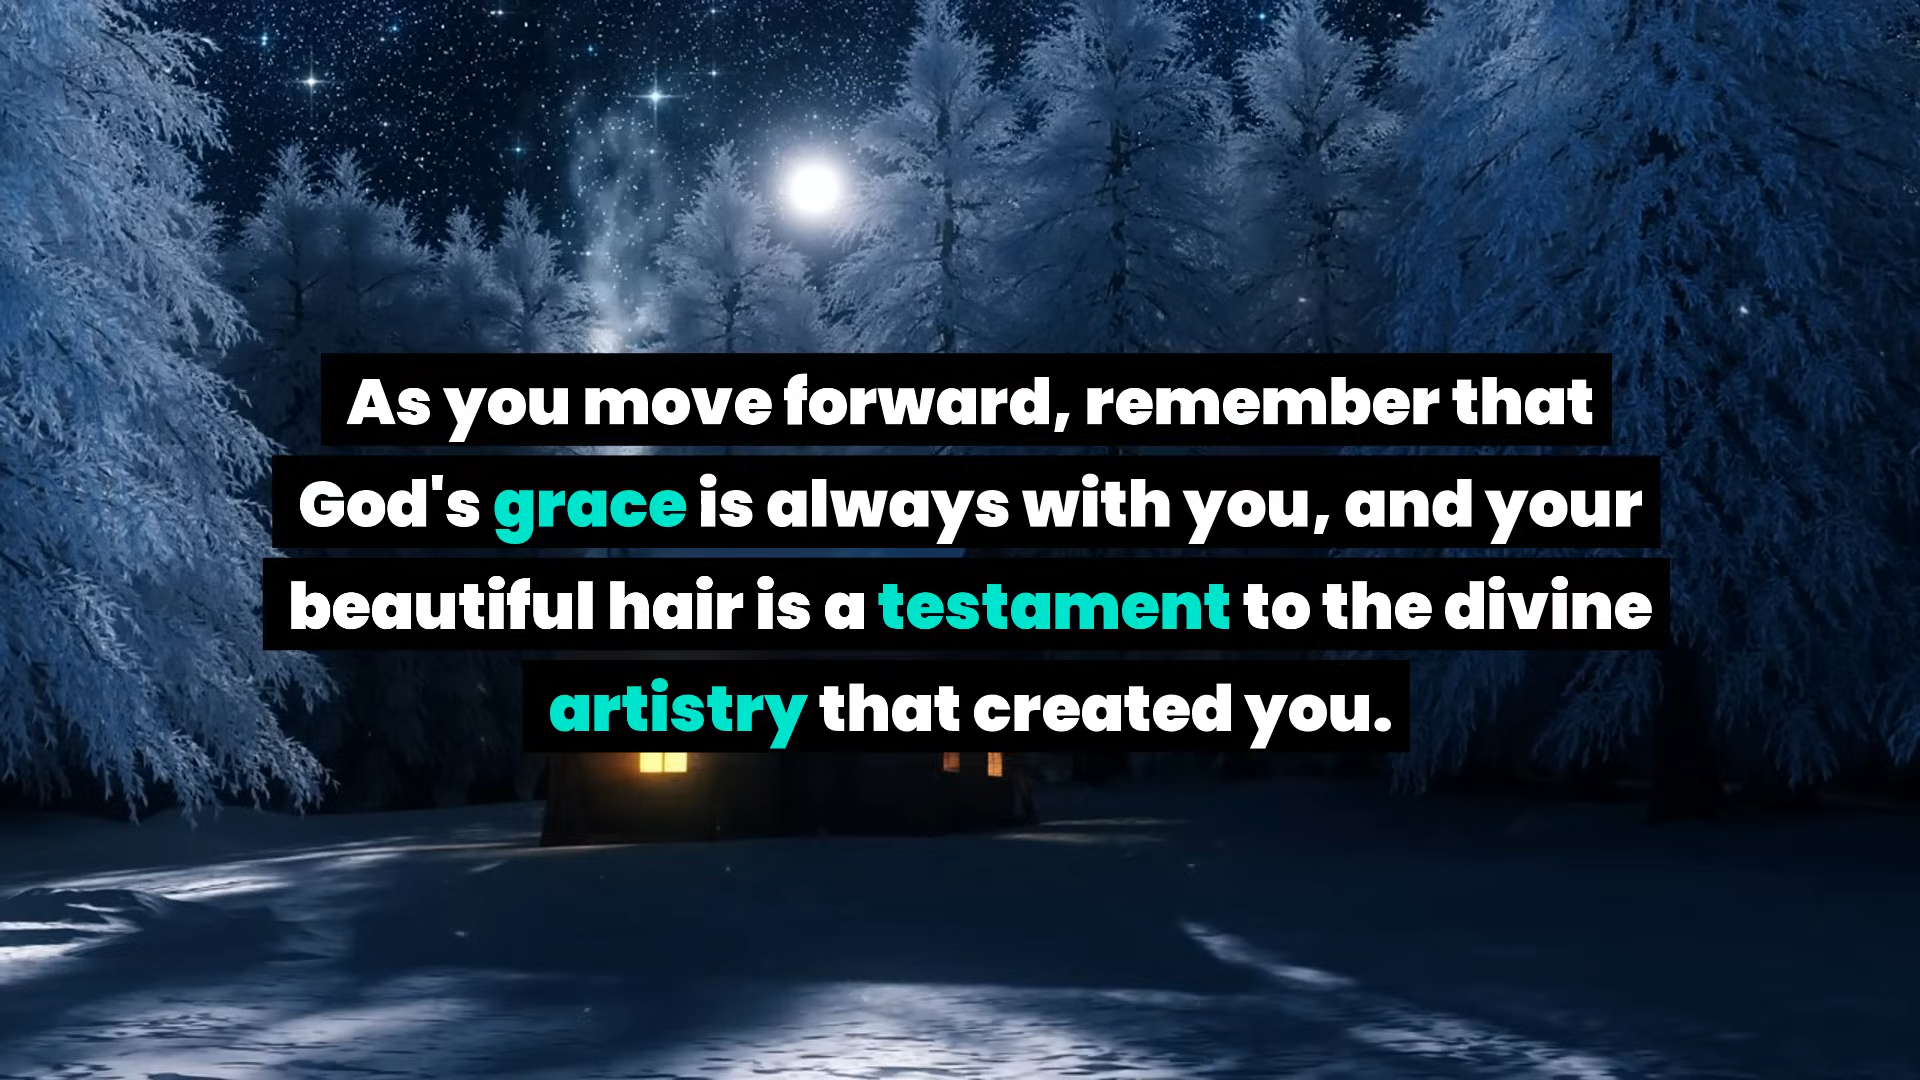 As you move forward, remember that
God's grace is always with you, and your
beautiful hair is a testament to the divine
artistry that created you.